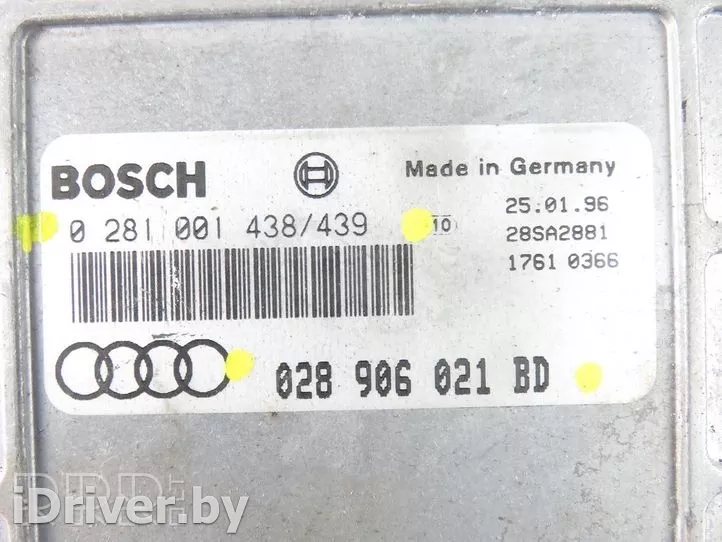 BOSCH
Made in Germany
0 281 001 438/439
10
25.01.96
28SA2881
1761 0366
028 906 021 BD
iDriver.by